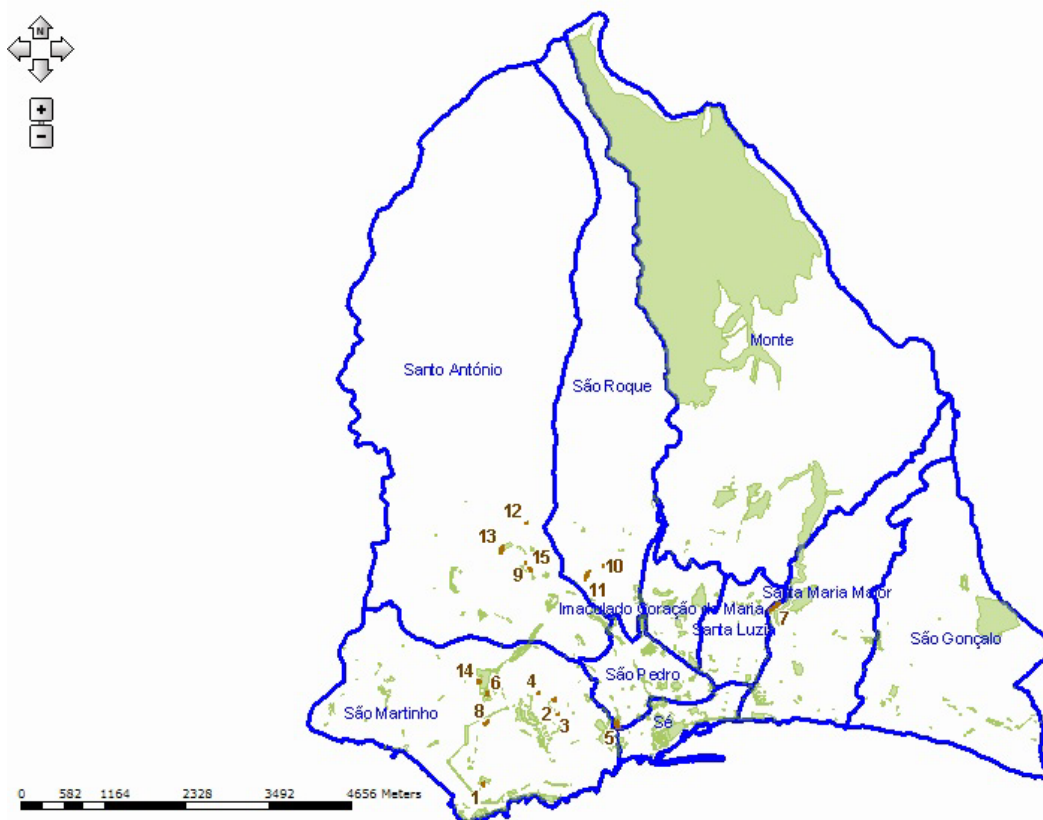 N
+
−
Monte
Santo António
São Roque
12
13
15
9
10
11
Imaculado Coração de Maria
Santa Maria Maior
7
Santa Luzia
São Gonçalo
São Pedro
14
6
4
São Martinho
8
2
3
Sé
5
1
0 582 1164 2328 3492 4656 Meters